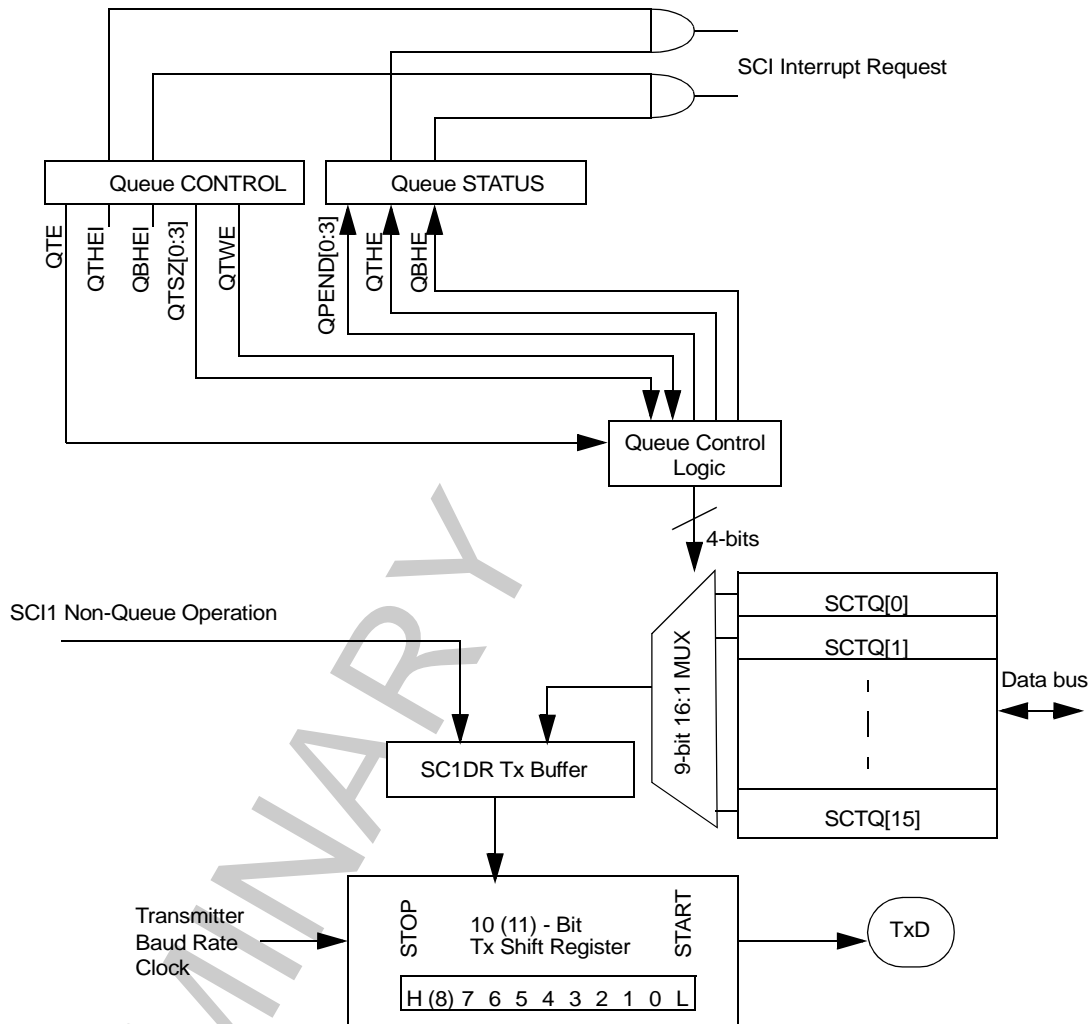 SCI Interrupt Request
Queue CONTROL
Queue STATUS
QTE
QTHEI
QBHEI
QTSZ[0:3]
QTWE
QPEND[0:3]
QTHE
QBHE
Queue Control
Logic
4-bits
SCI1 Non-Queue Operation
9-bit 16:1 MUX
SCTQ[0]
SCTQ[1]
SCTQ[15]
Data bus
SC1DR Tx Buffer
Transmitter
Baud Rate
Clock
STOP
10 (11) - Bit
Tx Shift Register
START
H (8) 7 6 5 4 3 2 1 0 L
TxD
MINARY